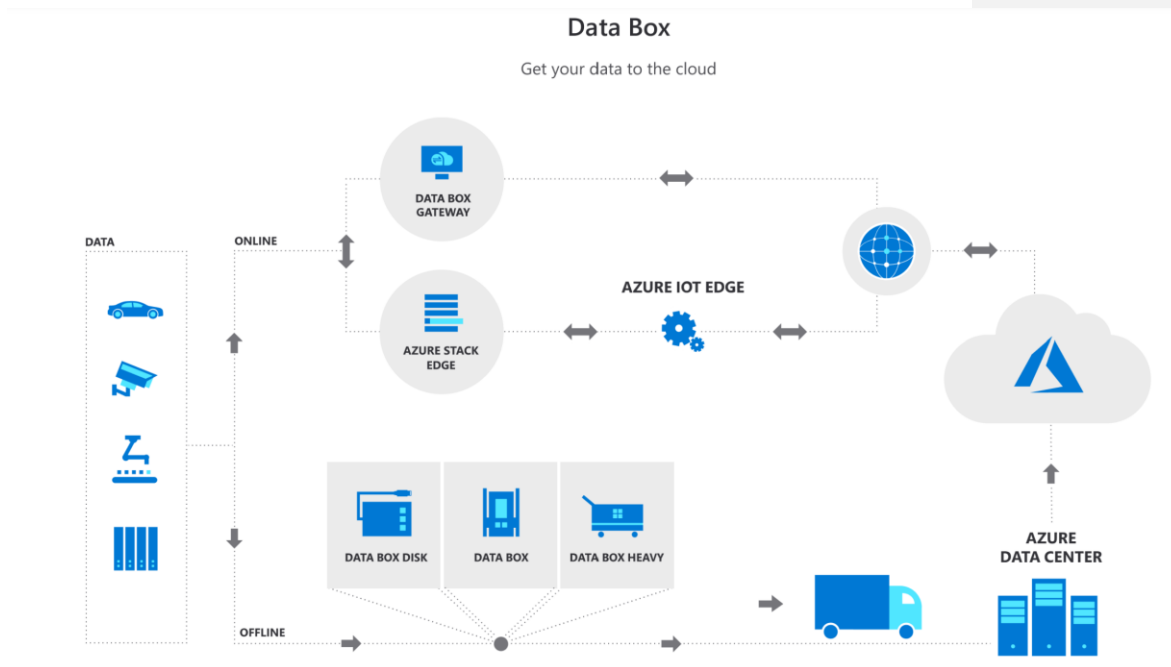 Data Box
Get your data to the cloud
DATA BOX
GATEWAY
DATA
ONLINE
AZURE IOT EDGE
AZURE STACK
EDGE
DATA BOX DISK
DATA BOX
DATA BOX HEAVY
AZURE
DATA CENTER
OFFLINE